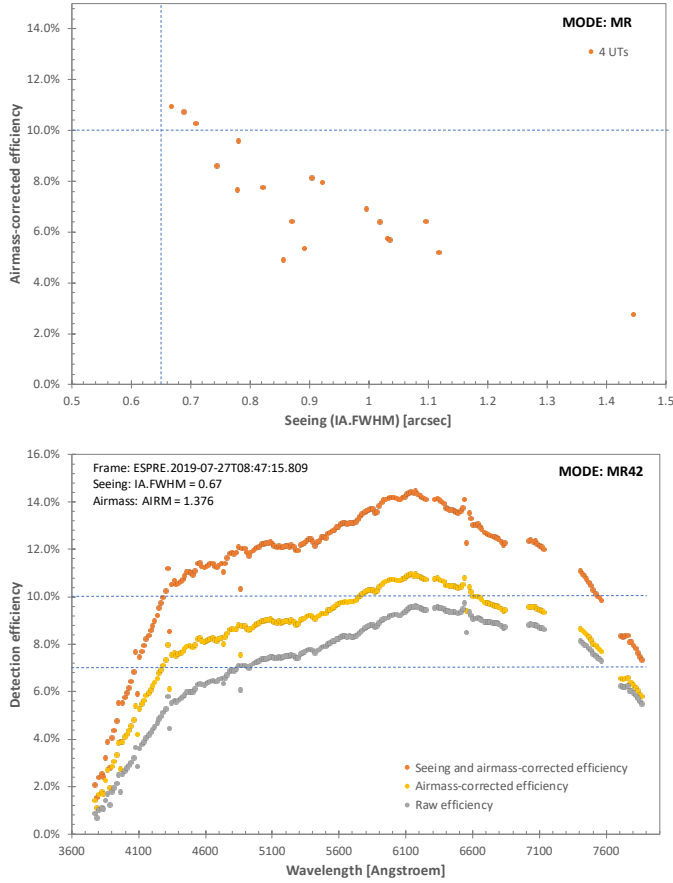 14.0%
MODE: MR
4 UTs
12.0%
10.0%
8.0%
6.0%
4.0%
2.0%
0.0%
Airmass-corrected efficiency
0.5 0.6 0.7 0.8 0.9 1 1.1 1.2 1.3 1.4 1.5
Seeing (IA.FWHM) [arcsec]
16.0%
Frame: ESPRE.2019-07-27T08:47:15.809
MODE: MR42
Seeing: IA.FWHM = 0.67
Airmass: AIRM = 1.376
14.0%
12.0%
10.0%
8.0%
6.0%
4.0%
2.0%
0.0%
Detection efficiency
Seeing and airmass-corrected efficiency
Airmass-corrected efficiency
Raw efficiency
3600 4100 4600 5100 5600 6100 6600 7100 7600
Wavelength [Angstroem]